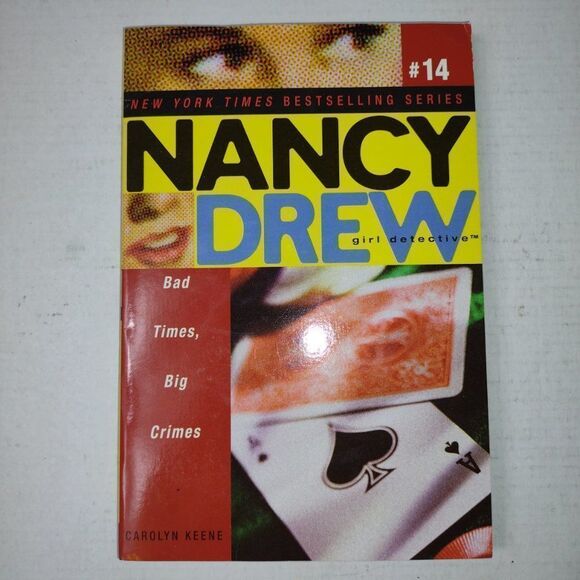 #14
NEW YORK TIMES BESTSELLING SERIES
NANCY
DREW
girl detective™
Bad
Times,
Big
Crimes
A
CAROLYN KEENE